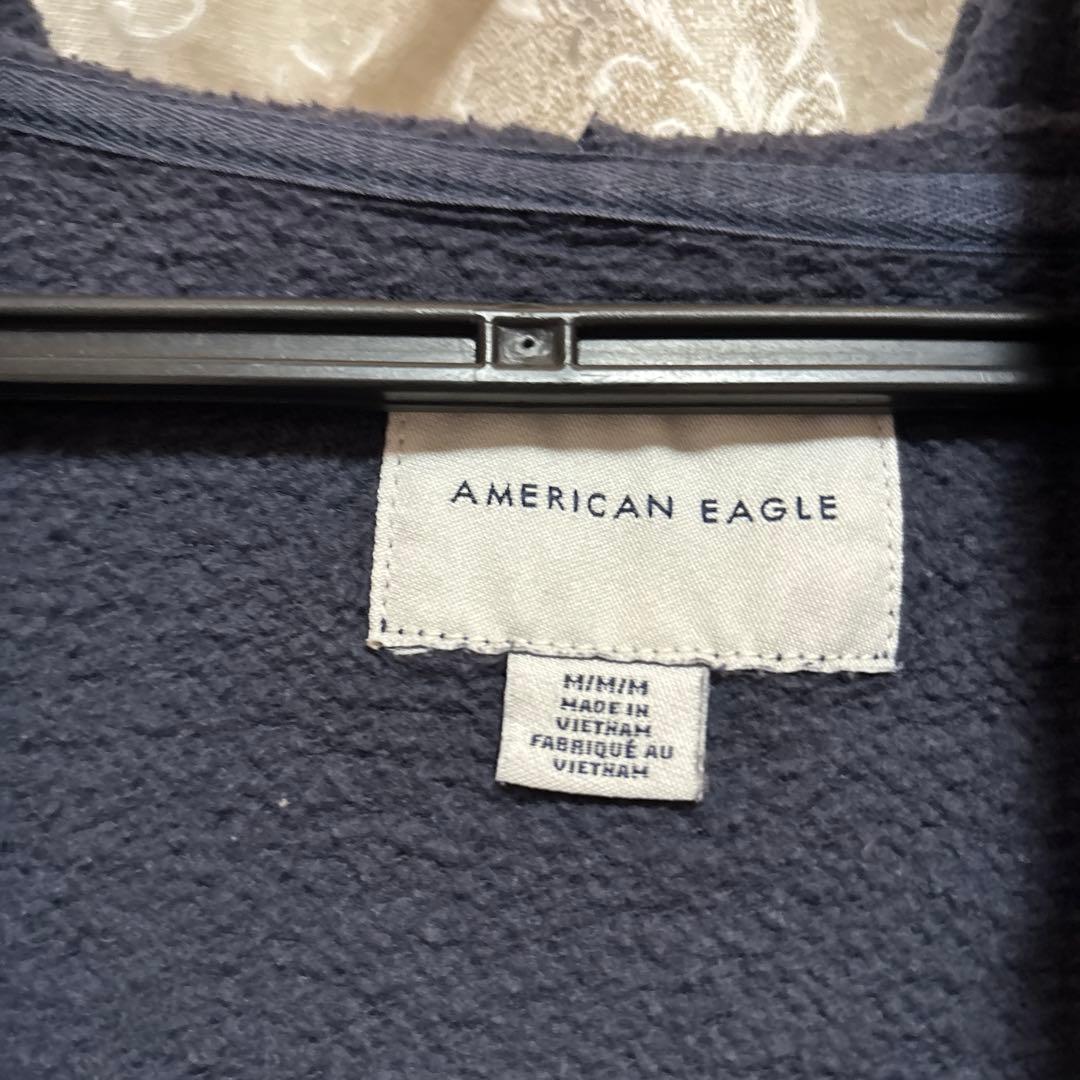 AMERICAN EAGLE
M/M/M
MADE IN
VIETNAM
FABRIQUÉ AU
VIETNAM